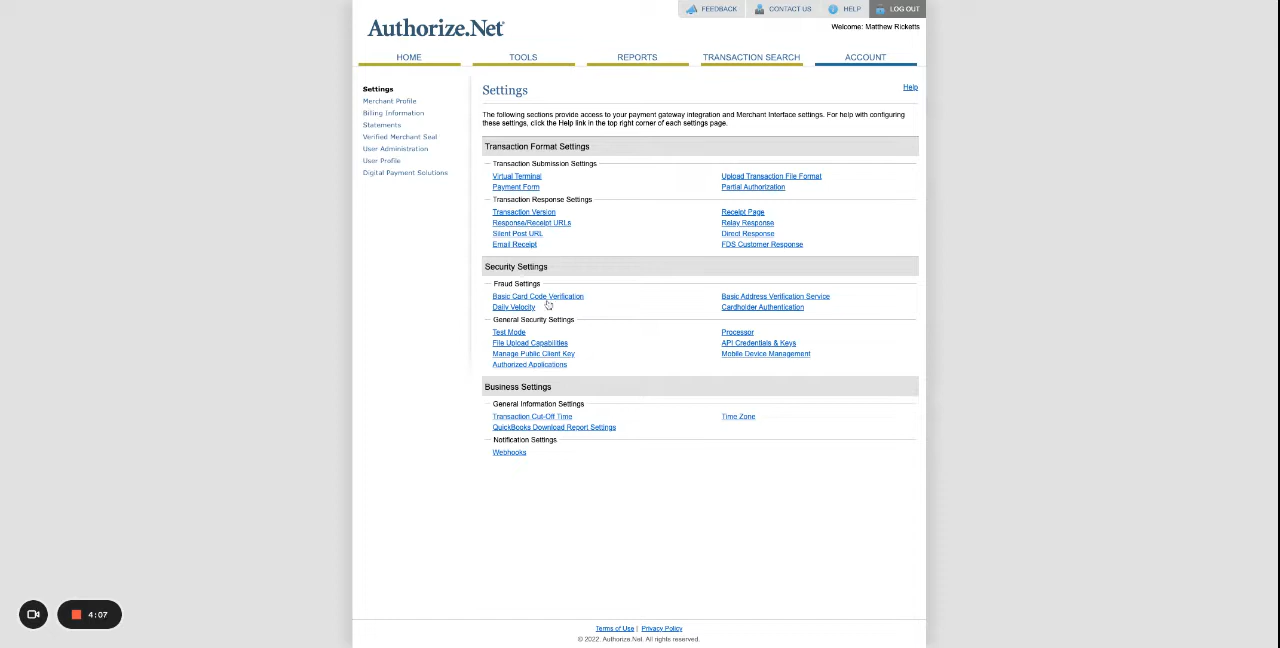 FEEDBACK CONTACT US HELP LOG OUT
Authorize.Net
Welcome: Matthew Ricketts
HOME TOOLS REPORTS TRANSACTION SEARCH ACCOUNT
Settings
Merchant Profile
Billing Information
Statements
Verified Merchant Seal
User Administration
User Profile
Digital Payment Solutions
Settings
Help
The following sections provide access to your payment gateway integration and Merchant Interface settings. For help with configuring
these settings, click the Help link in the top right corner of each settings page.
Transaction Format Settings
Transaction Submission Settings
Virtual Terminal Upload Transaction File Format
Payment Form Partial Authorization
Transaction Response Settings
Transaction Version Receipt Page
Response/Receipt URLs Relay Response
Silent Post URL Direct Response
Email Receipt FDS Customer Response
Security Settings
Fraud Settings
Basic Card Code Verification Basic Address Verification Service
Daily Velocity Cardholder Authentication
General Security Settings
Test Mode Processor
File Upload Capabilities API Credentials & Keys
Manage Public Client Key Mobile Device Management
Authorized Applications
Business Settings
General Information Settings
Transaction Cut-Off Time Time Zone
QuickBooks Download Report Settings
Notification Settings
Webhooks
4:07
Terms of Use | Privacy Policy
© 2022. Authorize.Net. All rights reserved.